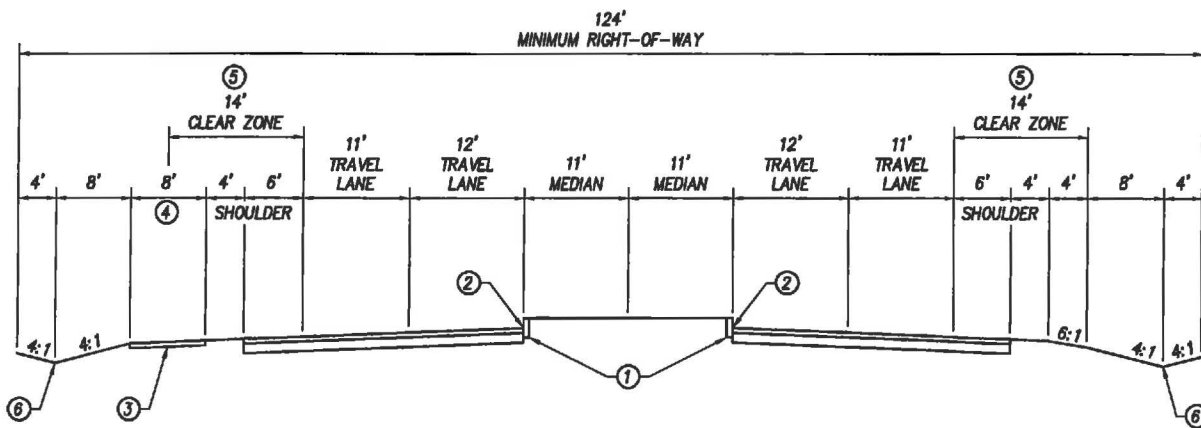 124'
MINIMUM RIGHT-OF-WAY
⑤ ⑤
14' 14'
CLEAR ZONE CLEAR ZONE
11' 12' 11' 11' 12' 11'
TRAVEL TRAVEL MEDIAN MEDIAN TRAVEL TRAVEL
LANE LANE LANE LANE
4' 8' 8' 4' 6' 6' 4' 4' 8' 4'
④ SHOULDER SHOULDER
② ②
4:1 4:1 6:1 4:1 4:1
⑥ ③ ① ⑥